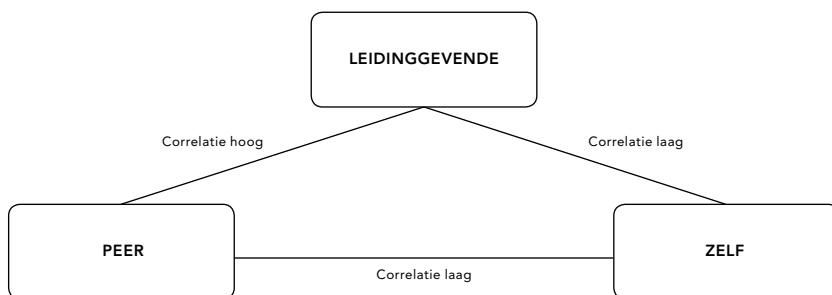 LEIDINGGEVENDE
Correlatie hoog
Correlatie laag
PEER
ZELF
Correlatie laag